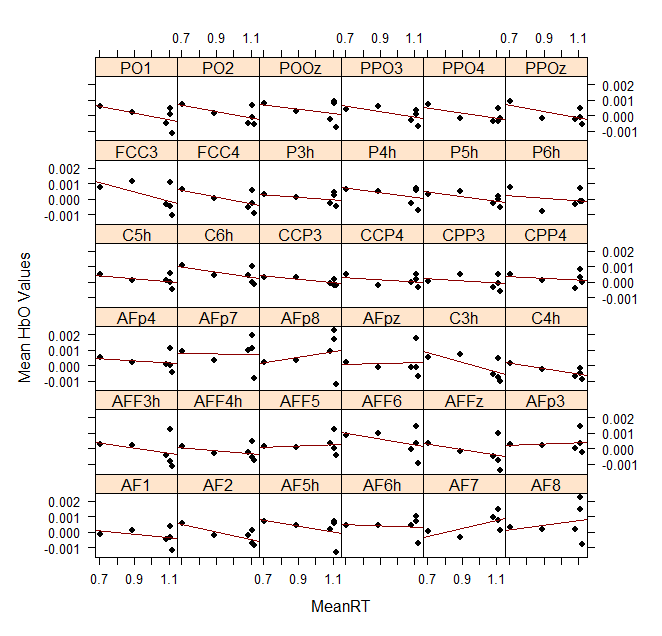 0.7 1.1 0.7 1.1 0.7 1.1
PO1 PO2 POOz PPO3 PPO4 PPOz
0.002
0.001
0.000
-0.001
FCC3 FCC4 P3h P4h P5h P6h
0.002
0.001
0.000
-0.001
C5h C6h CCP3 CCP4 CPP3 CPP4
0.002
0.001
0.000
-0.001
AFp4 AFp7 AFp8 AFpz C3h C4h
0.002
0.001
0.000
-0.001
AFF3h AFF4h AFF5 AFF6 AFFz AFp3
0.002
0.001
0.000
-0.001
AF1 AF2 AF5h AF6h AF7 AF8
0.002
0.001
0.000
-0.001
0.7 0.9 1.1 0.7 0.9 1.1 0.7 0.9 1.1
MeanRT
Mean HbO Values